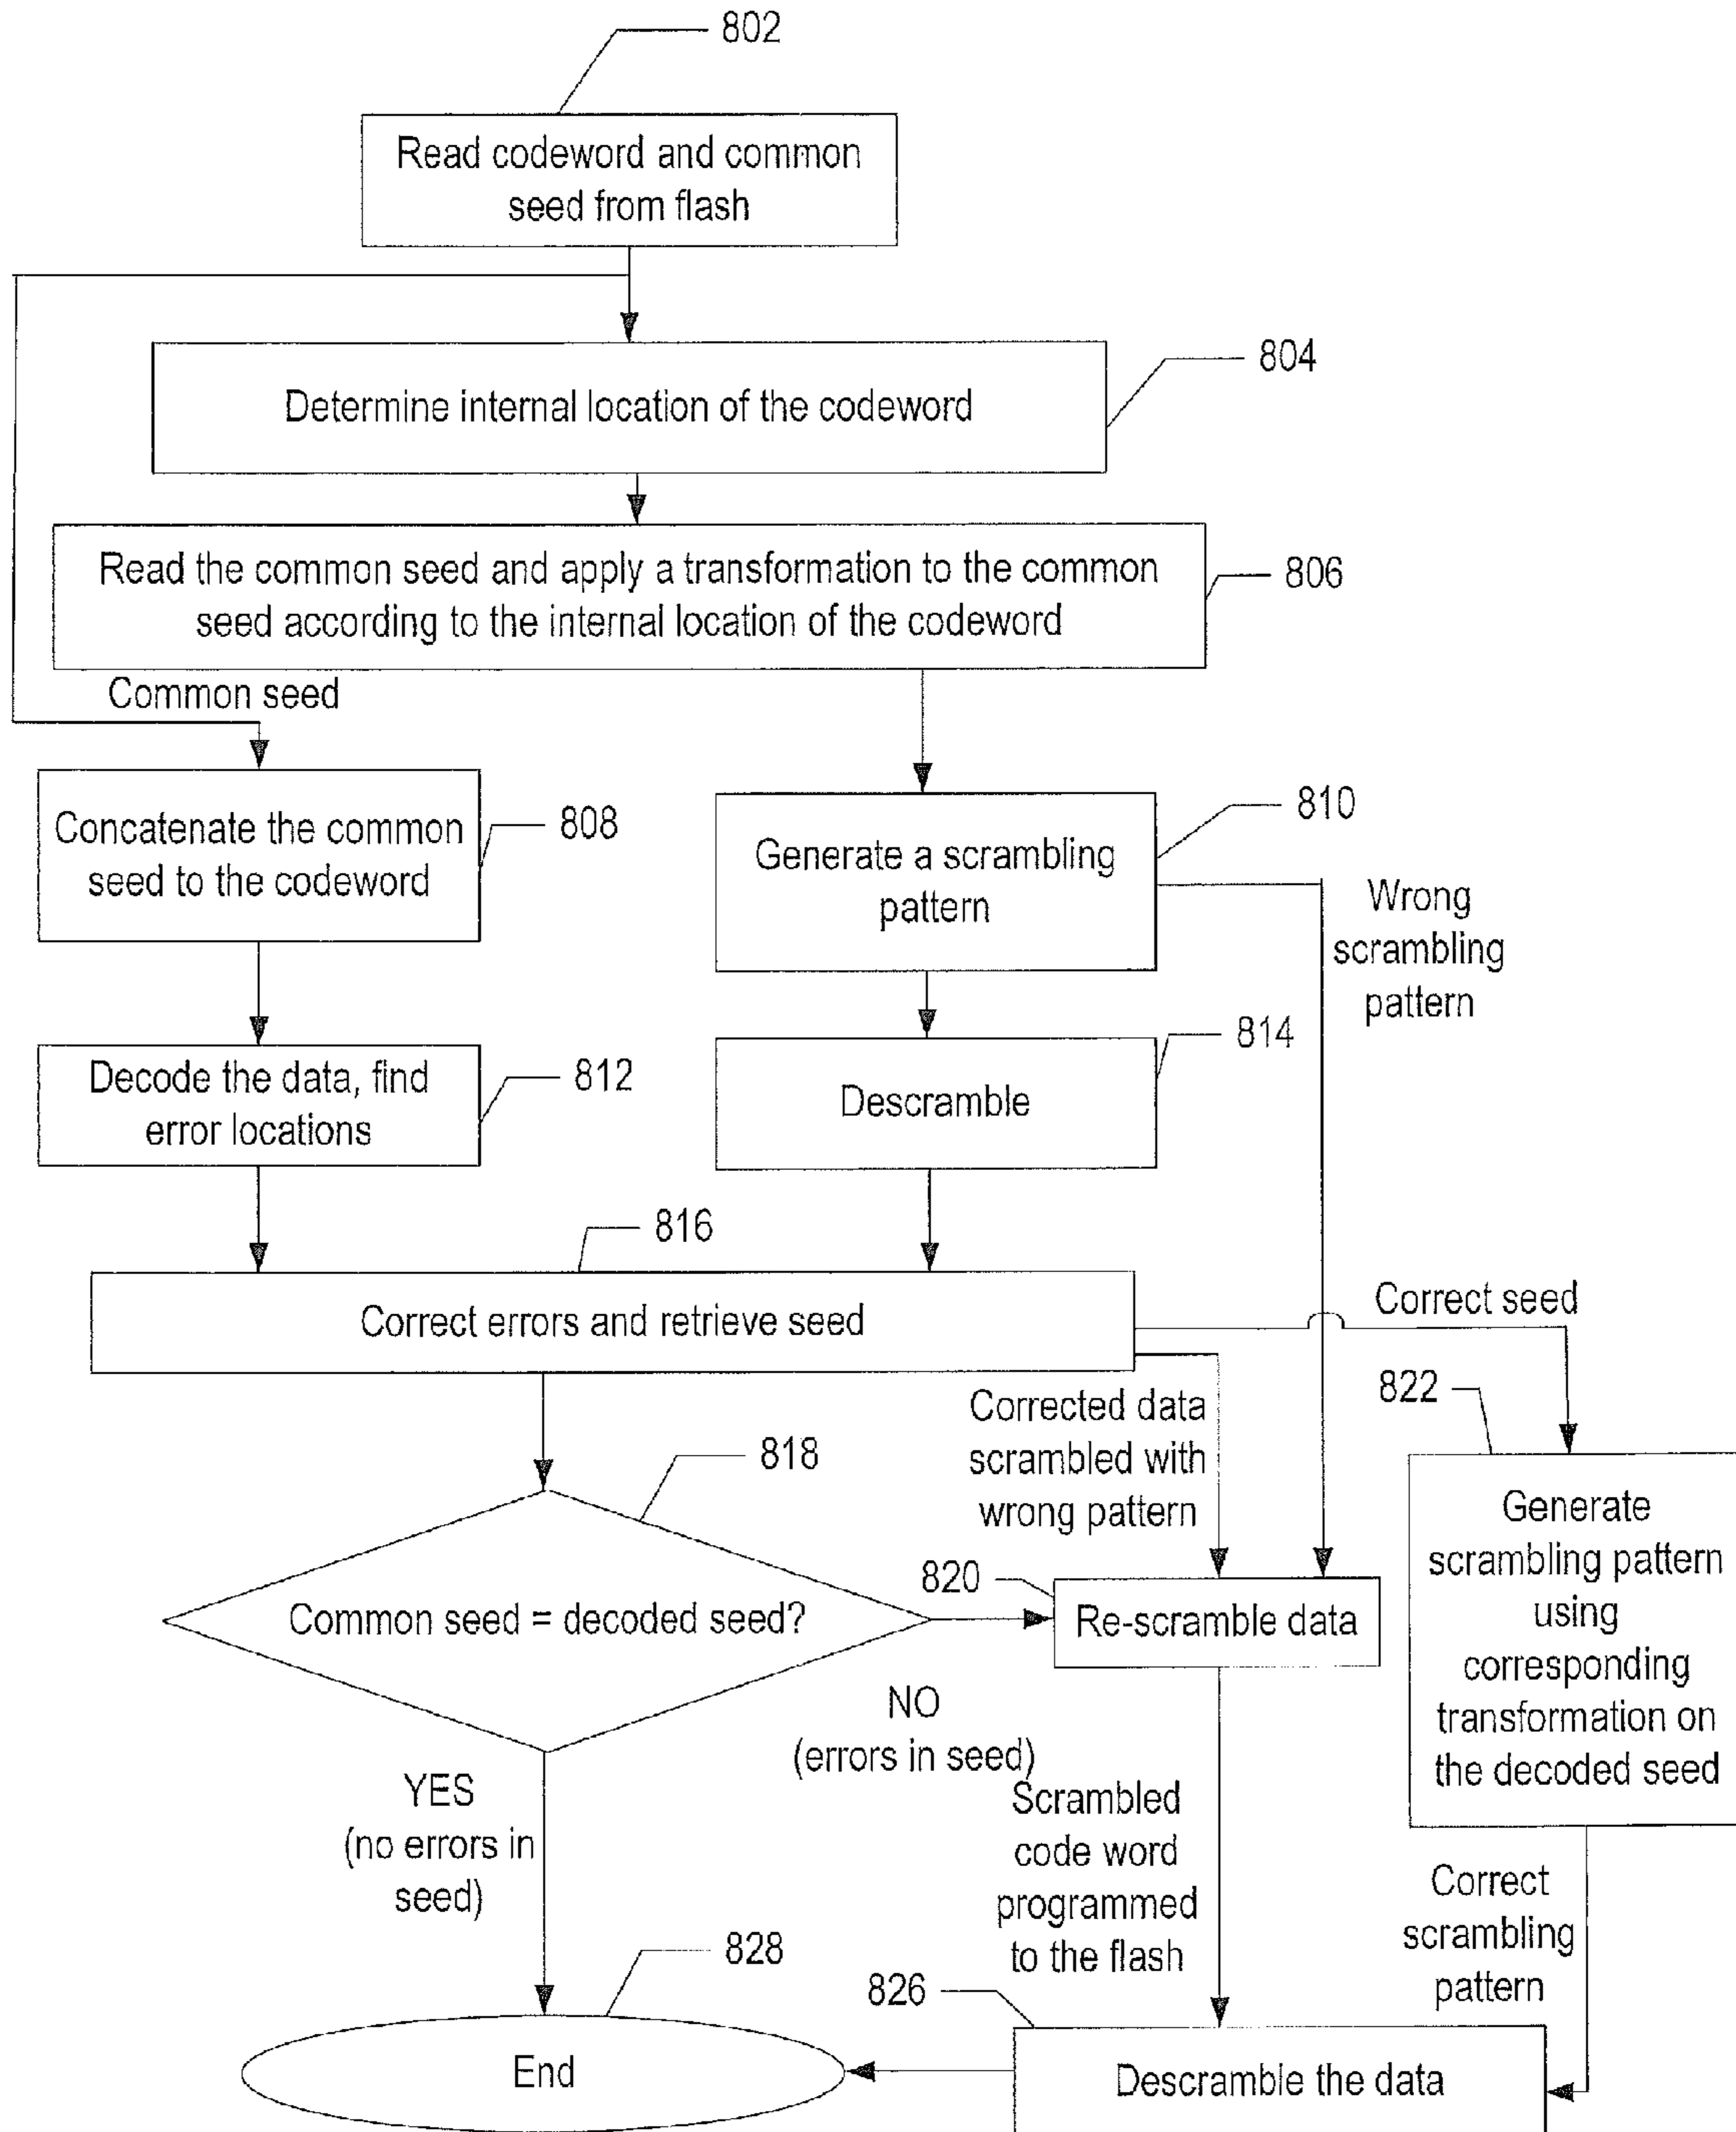 802
Read codeword and common
seed from flash
804
Determine internal location of the codeword
Read the common seed and apply a transformation to the common
seed according to the internal location of the codeword
806
Common seed
Concatenate the common
seed to the codeword
808
Generate a scrambling
pattern
810
Wrong
scrambling
pattern
Decode the data, find
error locations
812
Descramble
814
816
Correct errors and retrieve seed
Correct seed
822
Corrected data
scrambled with
wrong pattern
818
Common seed = decoded seed?
820
Re-scramble data
Generate
scrambling pattern
using
corresponding
transformation on
the decoded seed
NO
(errors in seed)
YES
(no errors in
seed)
Scrambled
code word
programmed
to the flash
Correct
scrambling
pattern
828
826
End
Descramble the data